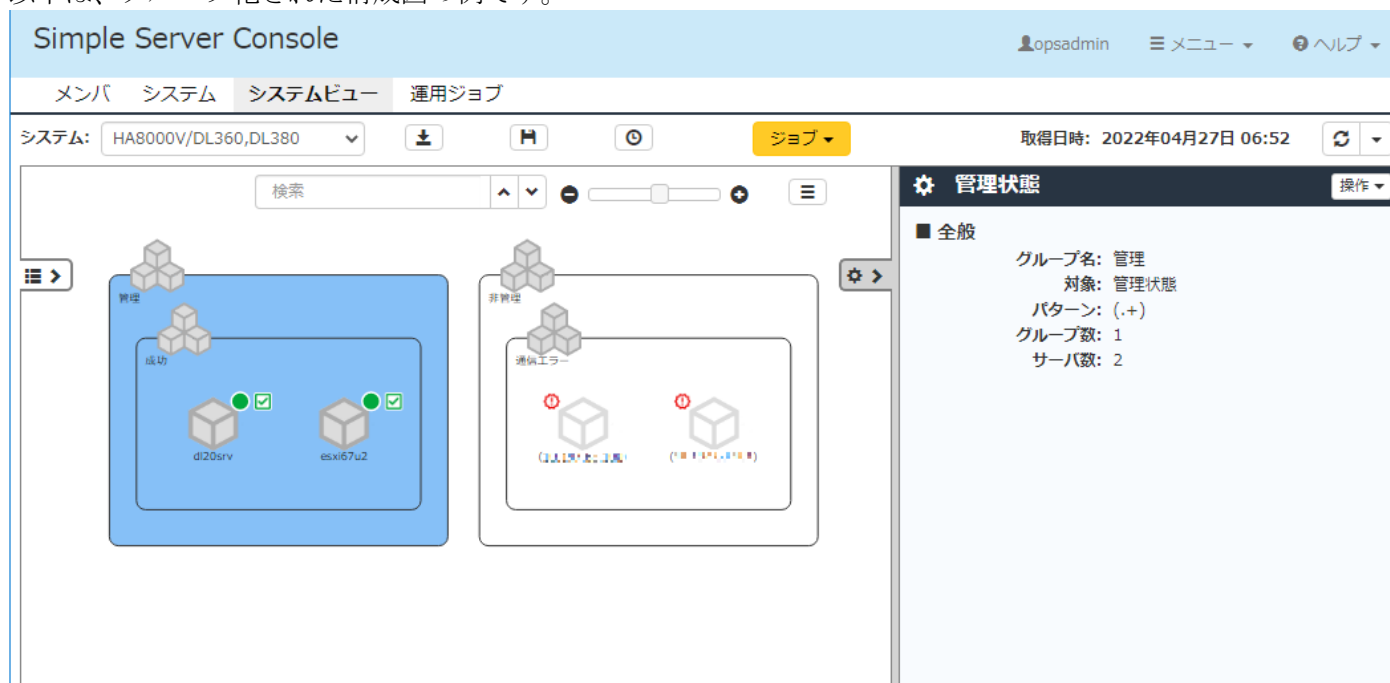 Simple Server Console
opsadmin メニュー ヘルプ
メンバ システム システムビュー 運用ジョブ
システム: HA8000V/DL360,DL380 ジョブ 取得日時: 2022年04月27日 06:52
検索
管理状態 操作
全般
グループ名: 管理
対象: 管理状態
パターン: (.+)
グループ数: 1
サーバ数: 2
管理
成功
dl20srv esxi67u2
非管理
通信エラー